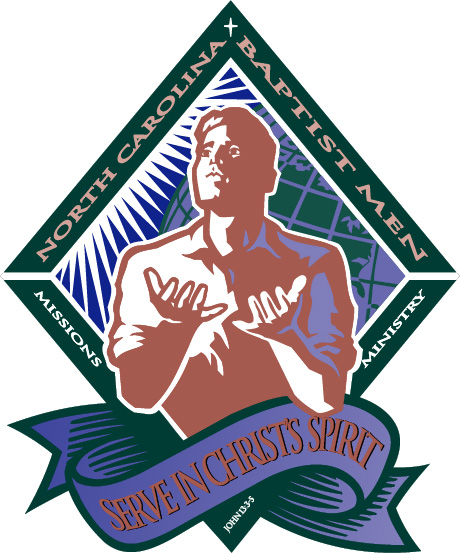 NORTH CAROLINA
BAPTIST MEN
MISSIONS
MINISTRY
SERVE IN CHRIST'S SPIRIT
JOHN 13:3-5